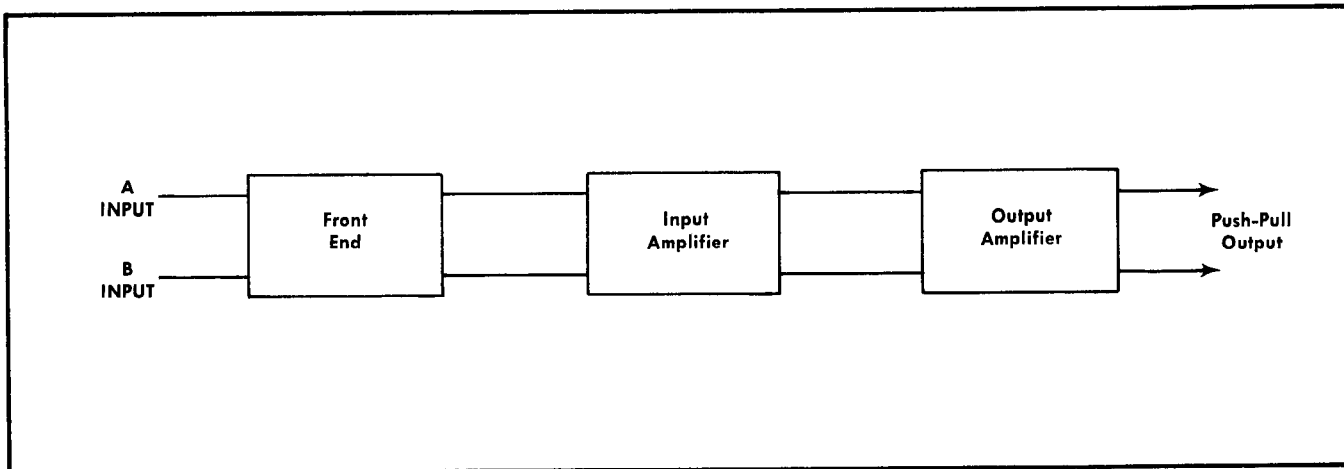 A
INPUT
B
INPUT
Front
End
Input
Amplifier
Output
Amplifier
Push-Pull
Output